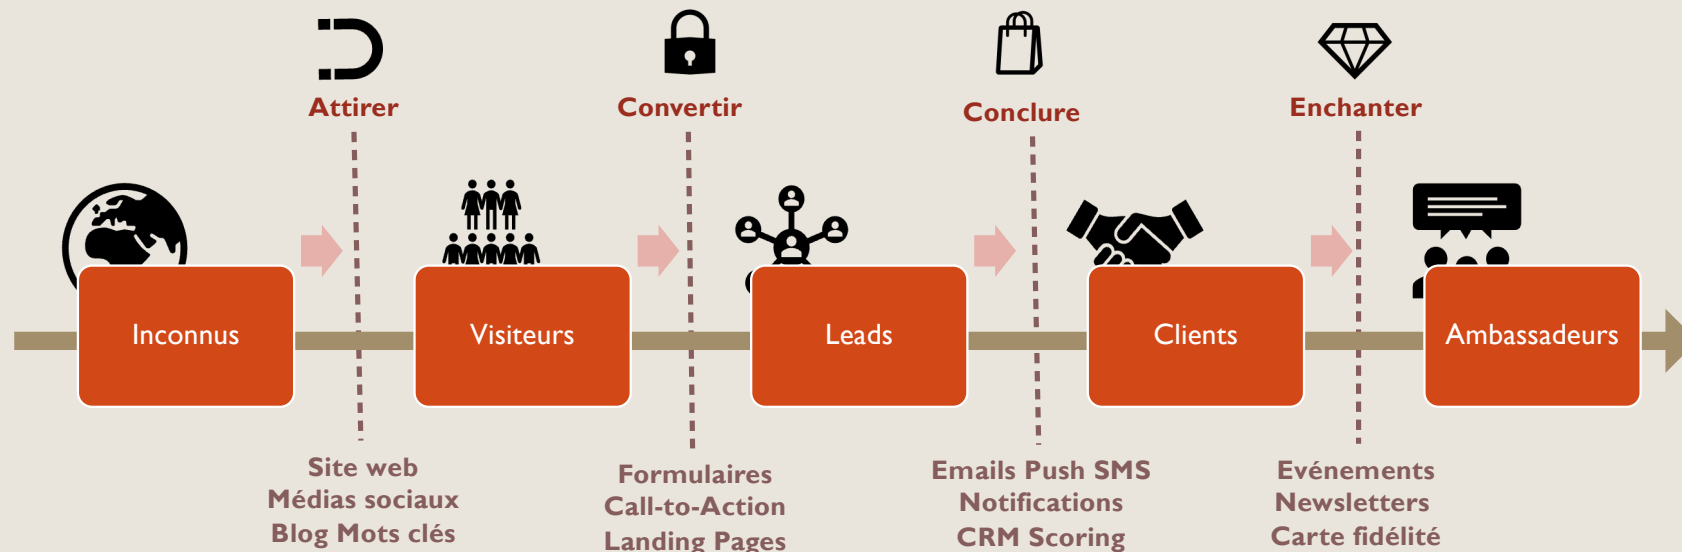 Attirer
Convertir
Conclure
Enchanter
Inconnus
Visiteurs
Leads
Clients
Ambassadeurs
Site web
Médias sociaux
Blog Mots clés
Formulaires
Call-to-Action
Landing Pages
Emails Push SMS
Notifications
CRM Scoring
Evénements
Newsletters
Carte fidélité